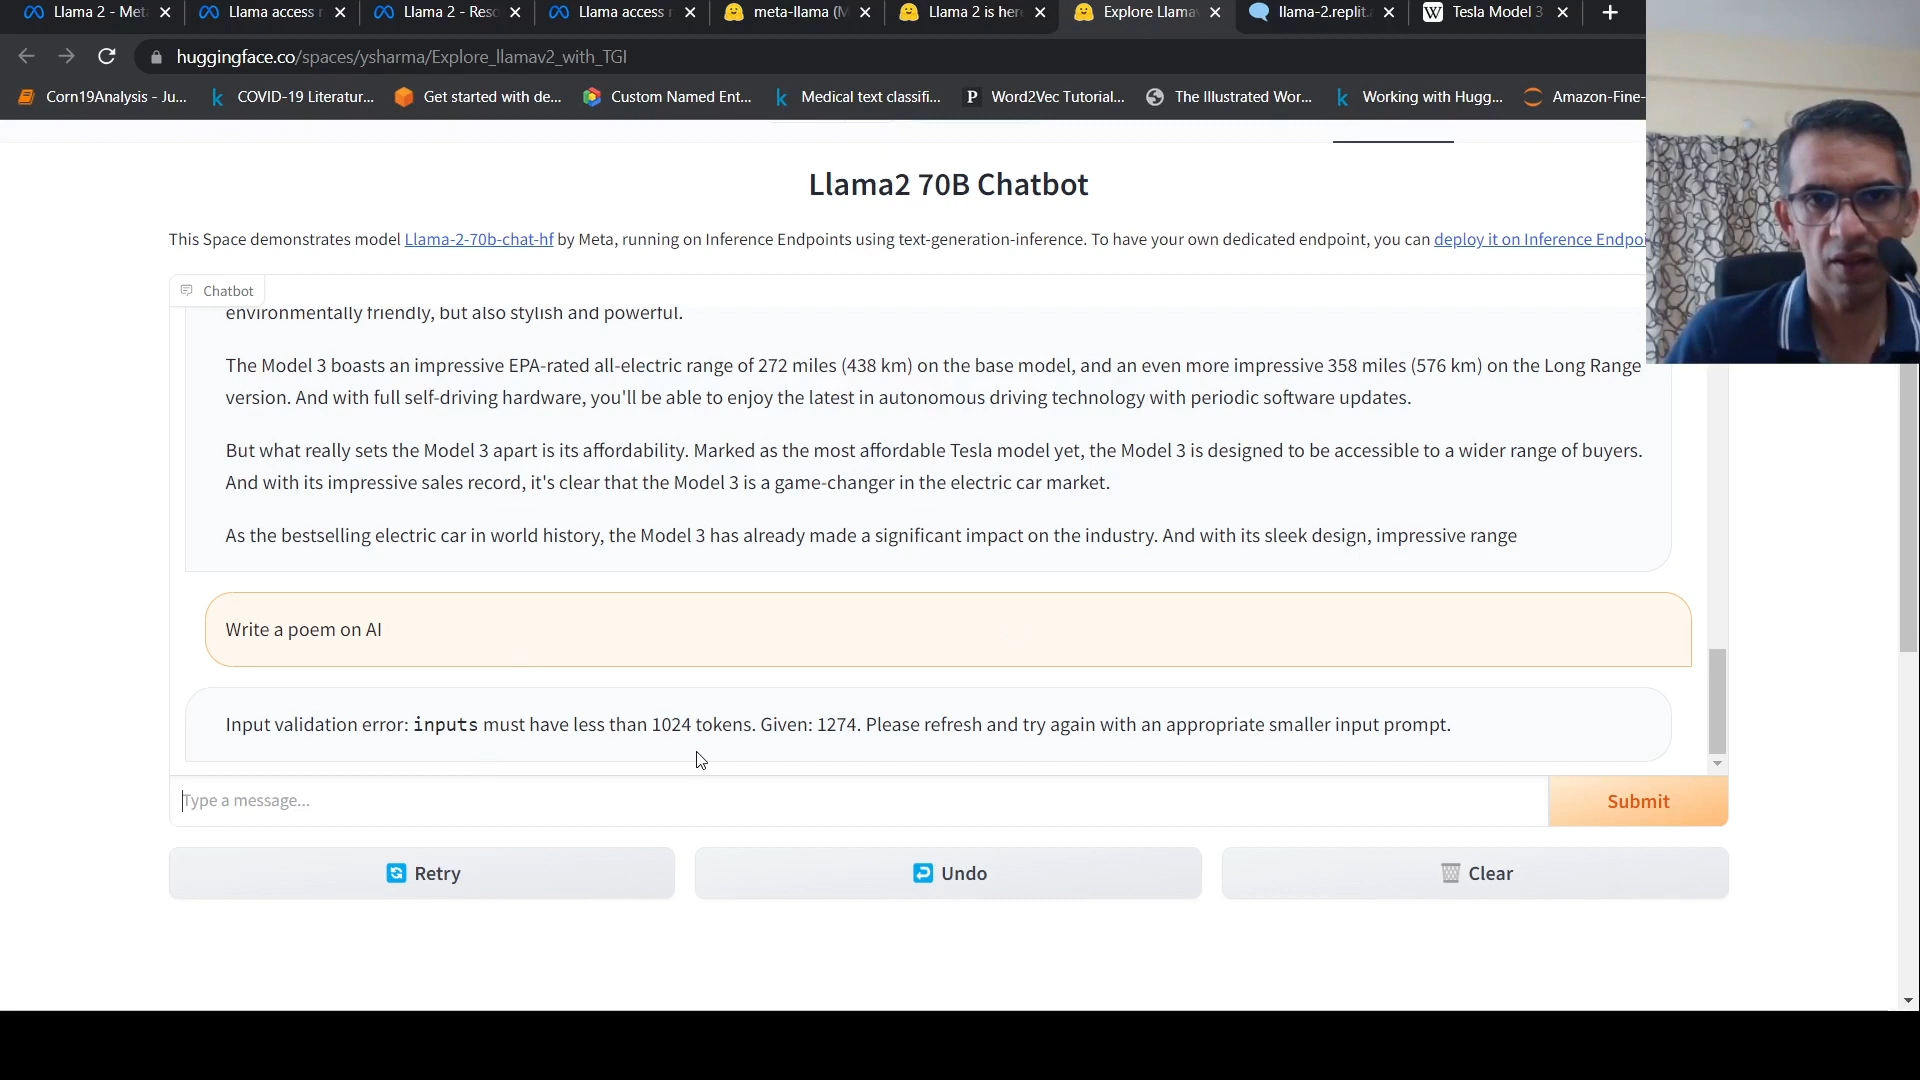 Llama 2 - Met
Llama access r
Llama 2 - Reso
Llama access r
meta-llama (M
Llama 2 is here
Explore Llamav
llama-2.replit.a
W Tesla Model 3
huggingface.co/spaces/ysharma/Explore_llamav2_with_TGI
Corn19Analysis - Ju...
k COVID-19 Literatur...
Get started with de...
Custom Named Ent...
k Medical text classifi...
P Word2Vec Tutorial...
The Illustrated Wor...
k Working with Hugg...
Amazon-Fine-
Llama2 70B Chatbot
This Space demonstrates model Llama-2-70b-chat-hf by Meta, running on Inference Endpoints using text-generation-inference. To have your own dedicated endpoint, you can deploy it on Inference Endpoi
Chatbot
environmentally friendly, but also stylish and powerful.
The Model 3 boasts an impressive EPA-rated all-electric range of 272 miles (438 km) on the base model, and an even more impressive 358 miles (576 km) on the Long Range
version. And with full self-driving hardware, you'll be able to enjoy the latest in autonomous driving technology with periodic software updates.
But what really sets the Model 3 apart is its affordability. Marked as the most affordable Tesla model yet, the Model 3 is designed to be accessible to a wider range of buyers.
And with its impressive sales record, it's clear that the Model 3 is a game-changer in the electric car market.
As the bestselling electric car in world history, the Model 3 has already made a significant impact on the industry. And with its sleek design, impressive range
Write a poem on AI
Input validation error: inputs must have less than 1024 tokens. Given: 1274. Please refresh and try again with an appropriate smaller input prompt.
Type a message...
Submit
Retry
Undo
Clear